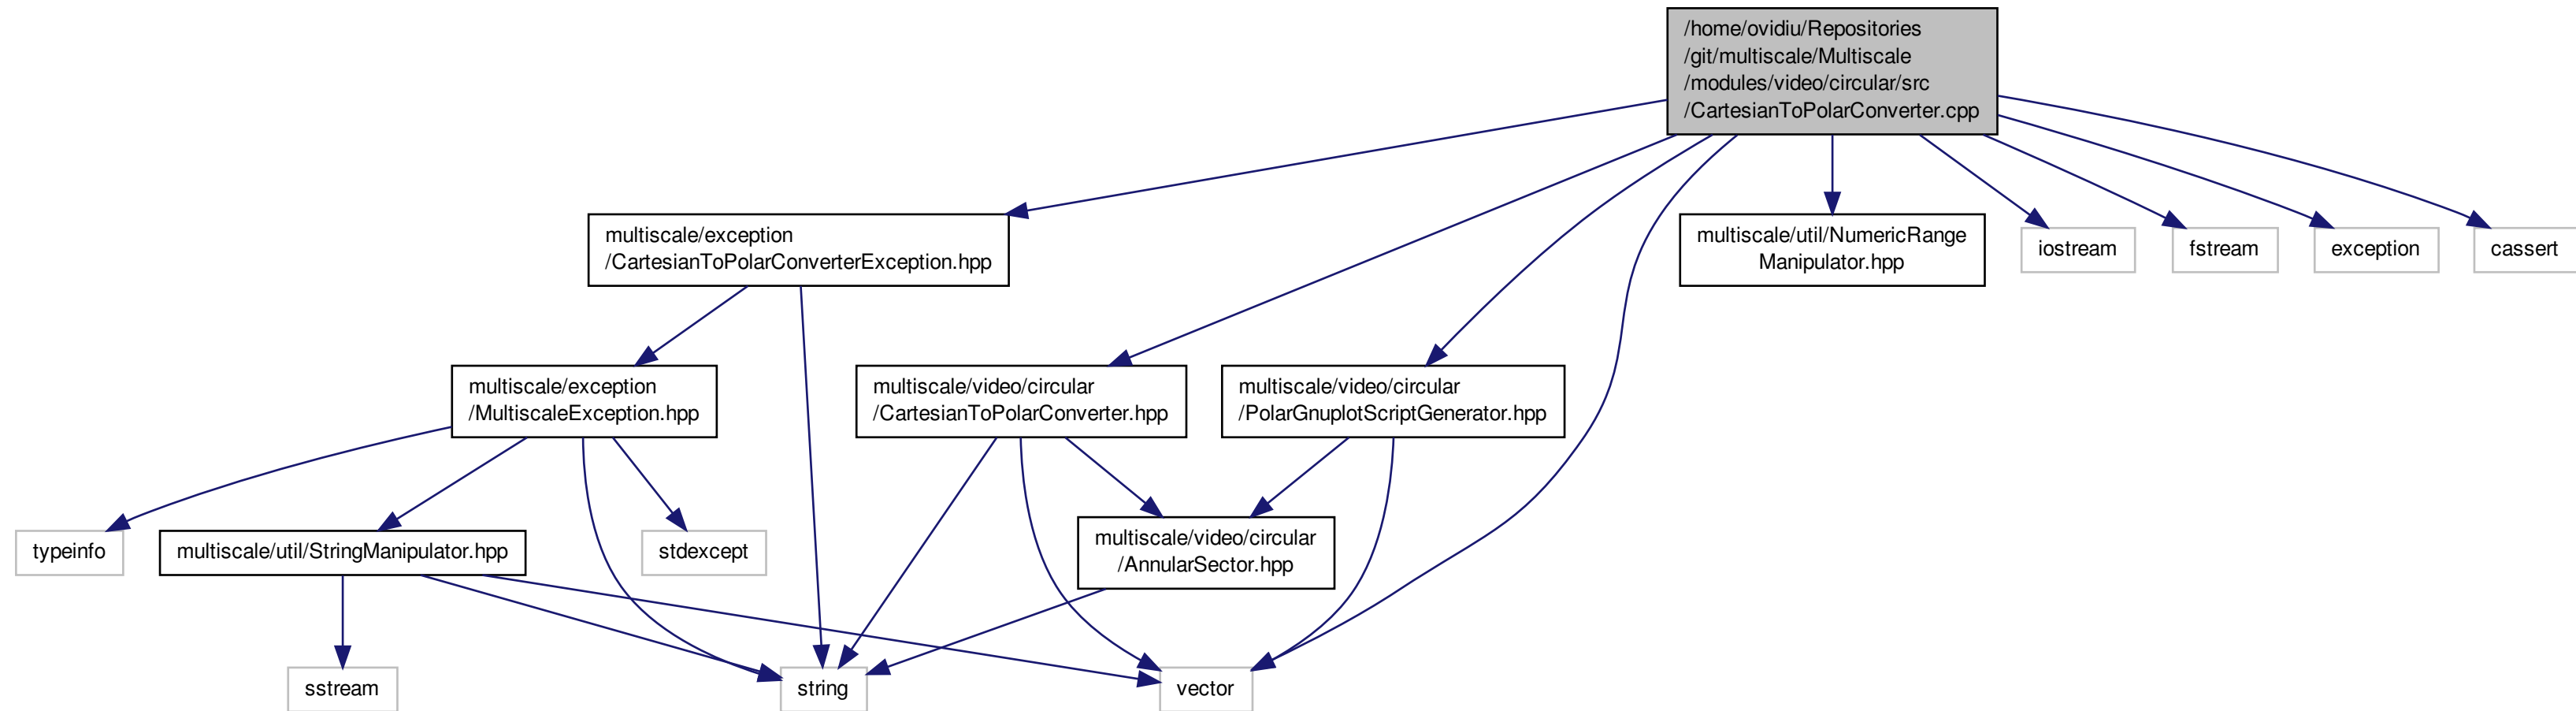 /home/ovidiu/Repositories
/git/multiscale/Multiscale
/modules/video/circular/src
/CartesianToPolarConverter.cpp
multiscale/exception
/CartesianToPolarConverterException.hpp
multiscale/util/NumericRange
Manipulator.hpp
iostream
fstream
exception
cassert
multiscale/exception
/MultiscaleException.hpp
multiscale/video/circular
/CartesianToPolarConverter.hpp
multiscale/video/circular
/PolarGnuplotScriptGenerator.hpp
typeinfo
multiscale/util/StringManipulator.hpp
stdexcept
multiscale/video/circular
/AnnularSector.hpp
sstream
string
vector